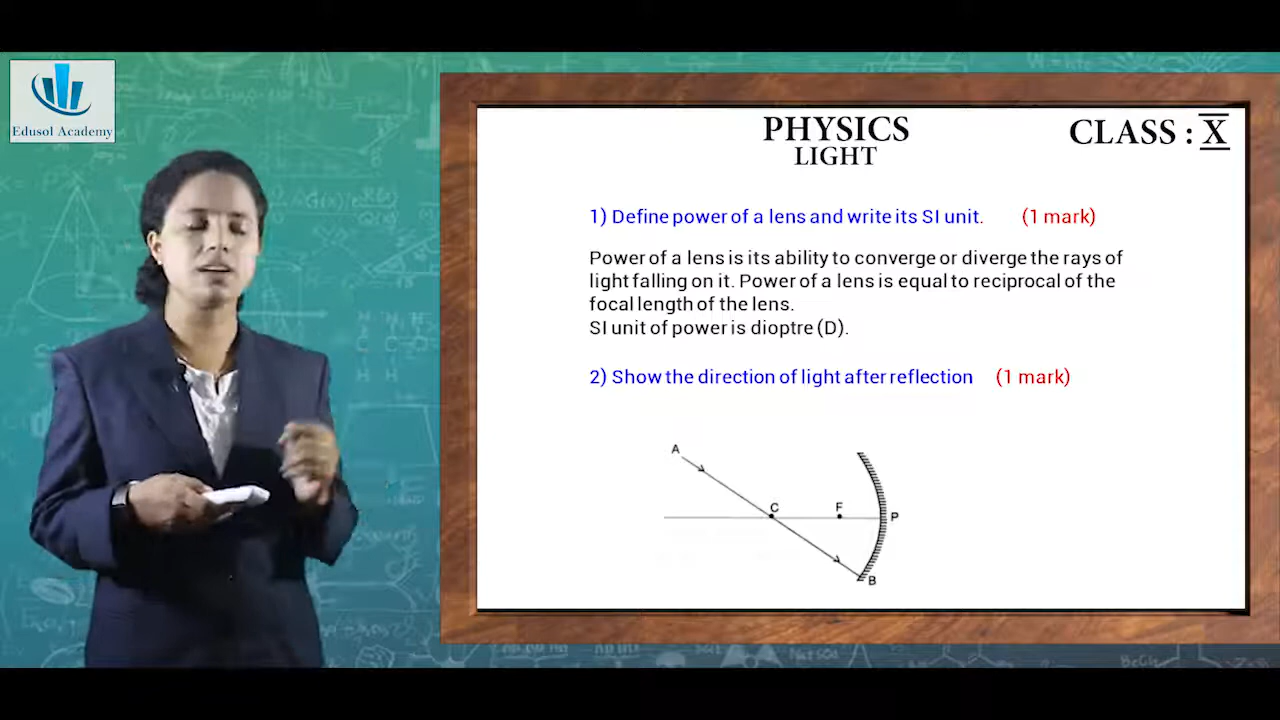 Edusol Academy
PHYSICS
LIGHT
CLASS : X
1) Define power of a lens and write its SI unit. (1 mark)
Power of a lens is its ability to converge or diverge the rays of
light falling on it. Power of a lens is equal to reciprocal of the
focal length of the lens.
SI unit of power is dioptre (D).
2) Show the direction of light after reflection (1 mark)
A
C
F
P
B